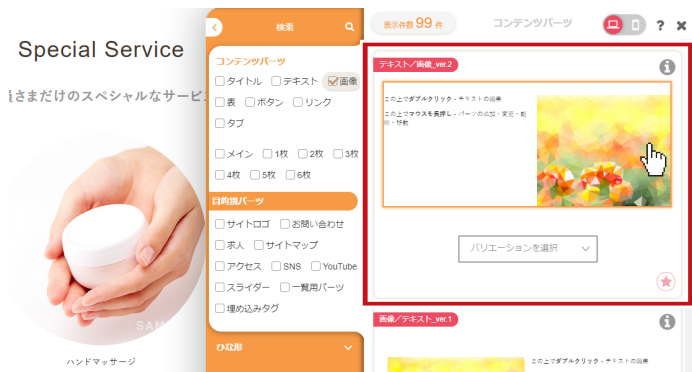 Special Service
さまだけのスペシャルなサービ
SAM
ハンドマッサージ
検索
コンテンツパーツ
タイトル テキスト 画像
表 ボタン リンク
タブ
メイン 1枚 2枚 3枚
4枚 5枚 6枚
目的別パーツ
サイトロゴ お問い合わせ
求人 サイトマップ
アクセス SNS YouTube
スライダー 一覧用パーツ
埋め込みタグ
ひな形
表示件数 99 件
コンテンツパーツ
?
テキスト／画像_ver.2
この上でダブルクリック - テキストの編集
この上でマウスを長押し - パーツの追加・変更・削
除・移動
バリエーションを選択
画像／テキスト_ver.1
この上でダブルクリック - テキストの編集